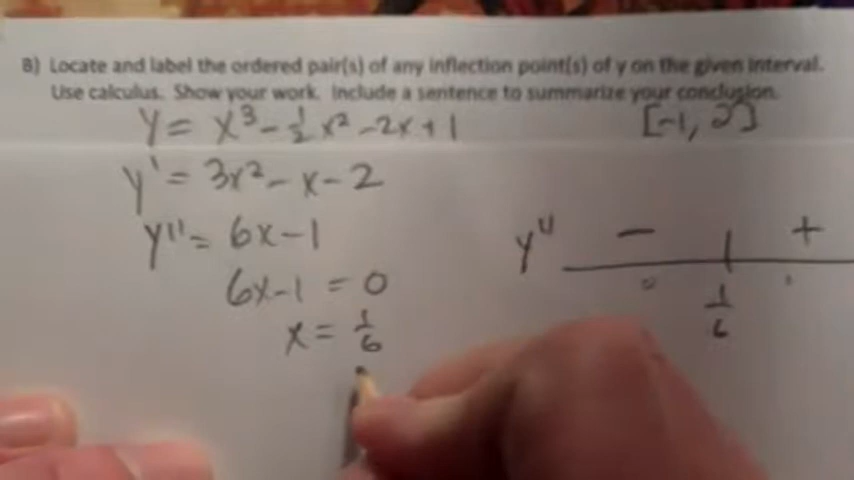 B) Locate and label the ordered pair(s) of any inflection point(s) of y on the given interval.
Use calculus. Show your work. Include a sentence to summarize your conclusion.
y = x³ - ½x² - 2x + 1 [-1, 2]
y' = 3x² - x - 2
y'' = 6x - 1
y'' - +
6x - 1 = 0
0 1/6 1
x = 1/6